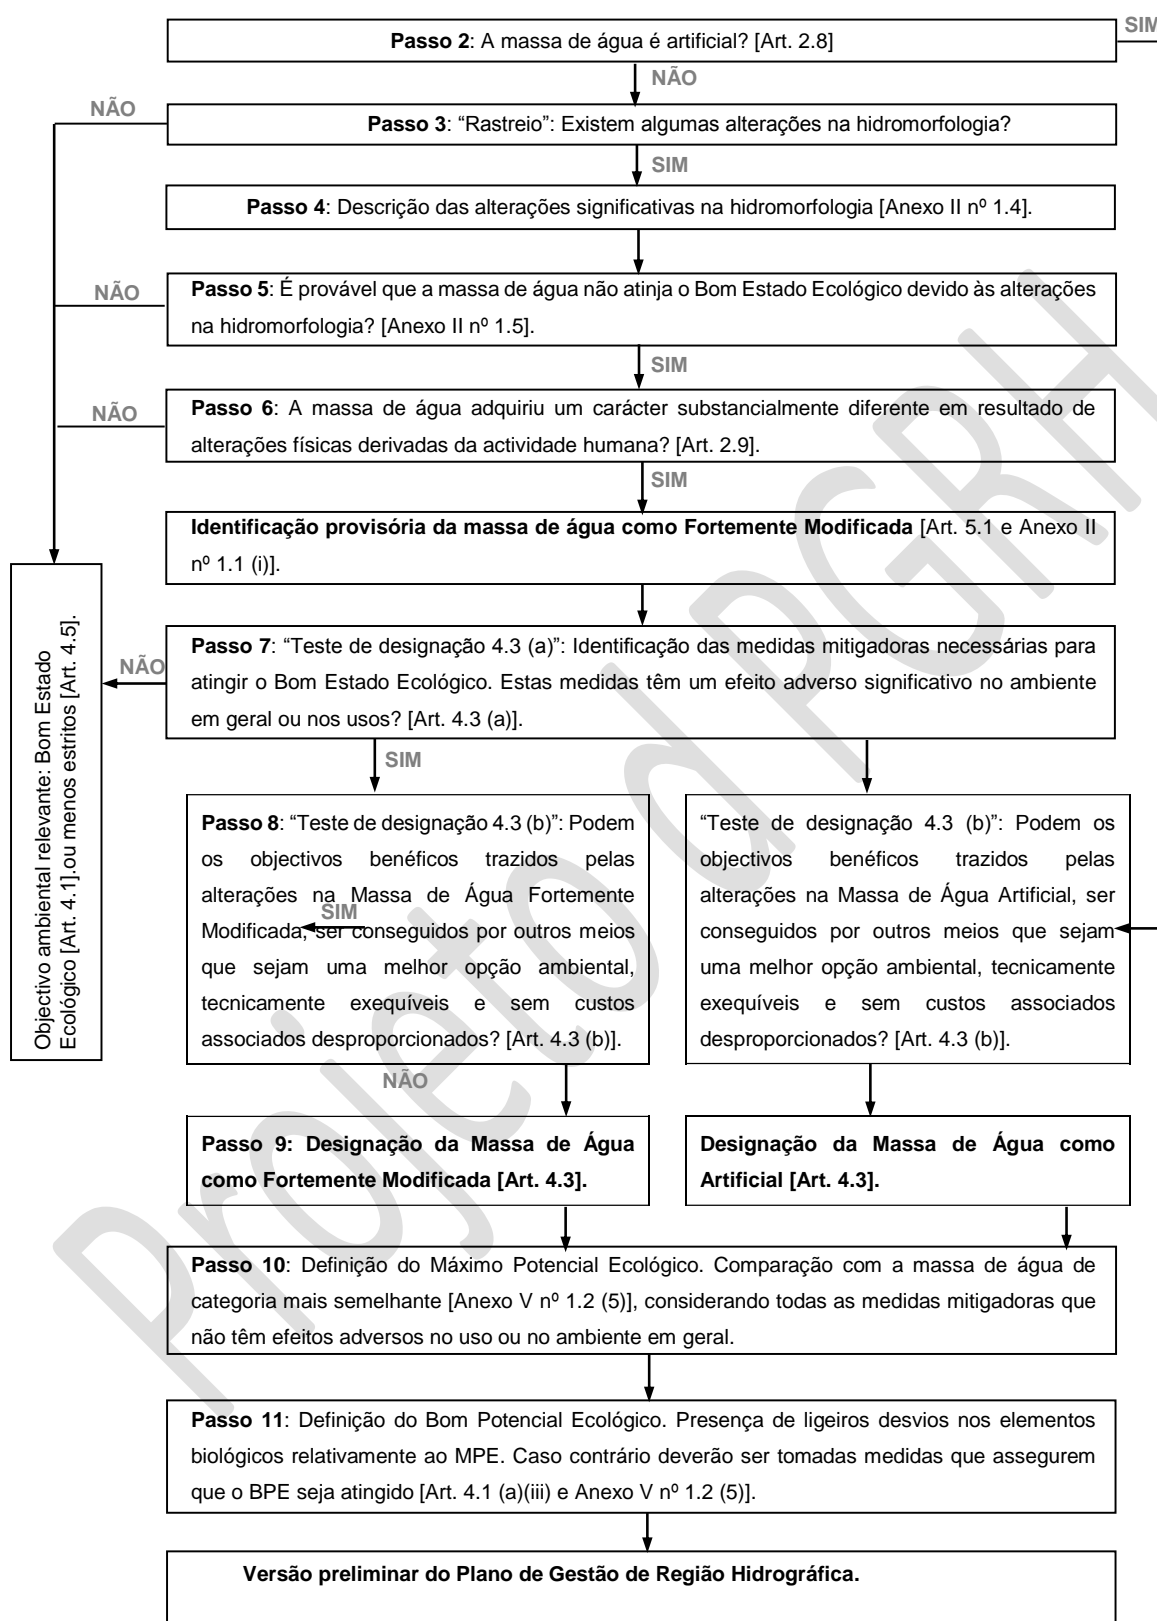 SIM
Passo 2: A massa de água é artificial? [Art. 2.8]
NÃO
NÃO
Passo 3: “Rastreio”: Existem algumas alterações na hidromorfologia?
SIM
Passo 4: Descrição das alterações significativas na hidromorfologia [Anexo II nº 1.4].
NÃO
Passo 5: É provável que a massa de água não atinja o Bom Estado Ecológico devido às alterações
na hidromorfologia? [Anexo II nº 1.5].
SIM
NÃO
Passo 6: A massa de água adquiriu um carácter substancialmente diferente em resultado de
alterações físicas derivadas da actividade humana? [Art. 2.9].
SIM
Identificação provisória da massa de água como Fortemente Modificada [Art. 5.1 e Anexo II
nº 1.1 (i)].
Objectivo ambiental relevante: Bom Estado
Ecológico [Art. 4.1].ou menos estritos [Art. 4.5].
NÃO
Passo 7: “Teste de designação 4.3 (a)”: Identificação das medidas mitigadoras necessárias para
atingir o Bom Estado Ecológico. Estas medidas têm um efeito adverso significativo no ambiente
em geral ou nos usos? [Art. 4.3 (a)].
SIM
Passo 8: “Teste de designação 4.3 (b)”: Podem
os objectivos benéficos trazidos pelas
alterações na Massa de Água Fortemente
SIM
Modificada, ser conseguidos por outros meios
que sejam uma melhor opção ambiental,
tecnicamente exequíveis e sem custos
associados desproporcionados? [Art. 4.3 (b)].
“Teste de designação 4.3 (b)”: Podem os
objectivos benéficos trazidos pelas
alterações na Massa de Água Artificial, ser
conseguidos por outros meios que sejam
uma melhor opção ambiental, tecnicamente
exequíveis e sem custos associados
desproporcionados? [Art. 4.3 (b)].
NÃO
Passo 9: Designação da Massa de Água
como Fortemente Modificada [Art. 4.3].
Designação da Massa de Água como
Artificial [Art. 4.3].
Passo 10: Definição do Máximo Potencial Ecológico. Comparação com a massa de água de
categoria mais semelhante [Anexo V nº 1.2 (5)], considerando todas as medidas mitigadoras que
não têm efeitos adversos no uso ou no ambiente em geral.
Passo 11: Definição do Bom Potencial Ecológico. Presença de ligeiros desvios nos elementos
biológicos relativamente ao MPE. Caso contrário deverão ser tomadas medidas que assegurem
que o BPE seja atingido [Art. 4.1 (a)(iii) e Anexo V nº 1.2 (5)].
Versão preliminar do Plano de Gestão de Região Hidrográfica.
Projeto d PGRH